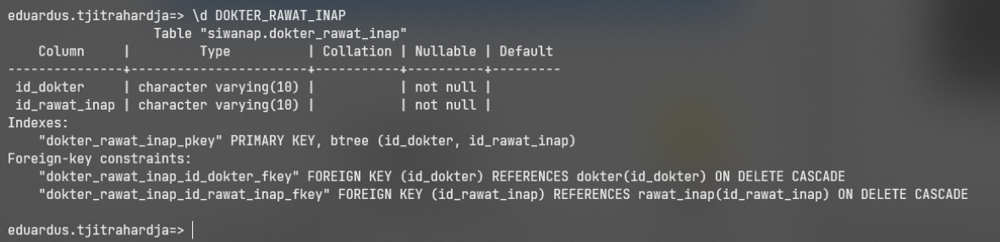 eduardus.tjitrahardja=> \d DOKTER_RAWAT_INAP
                  Table "siwanap.dokter_rawat_inap"
    Column     |         Type          | Collation | Nullable | Default
---------------+-----------------------+-----------+----------+---------
 id_dokter     | character varying(10) |           | not null |
 id_rawat_inap | character varying(10) |           | not null |
Indexes:
    "dokter_rawat_inap_pkey" PRIMARY KEY, btree (id_dokter, id_rawat_inap)
Foreign-key constraints:
    "dokter_rawat_inap_id_dokter_fkey" FOREIGN KEY (id_dokter) REFERENCES dokter(id_dokter) ON DELETE CASCADE
    "dokter_rawat_inap_id_rawat_inap_fkey" FOREIGN KEY (id_rawat_inap) REFERENCES rawat_inap(id_rawat_inap) ON DELETE CASCADE

eduardus.tjitrahardja=>